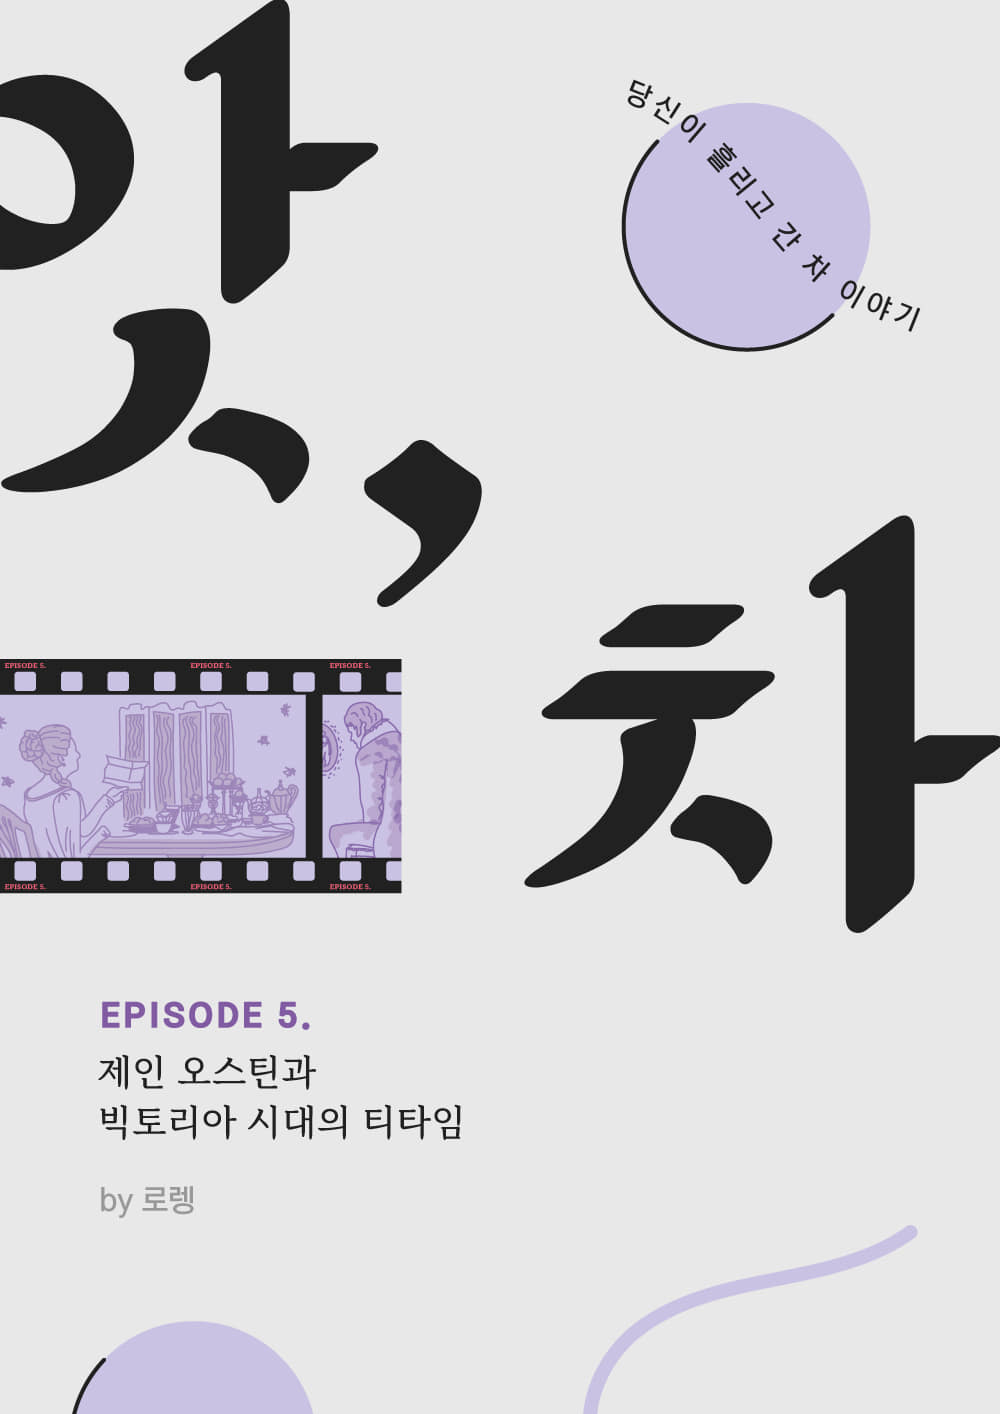 앗,
당신이 흘리고 간 차 이야기
차
EPISODE 5. EPISODE 5. EPISODE 5.
EPISODE 5. EPISODE 5. EPISODE 5.
EPISODE 5.
제인 오스틴과
빅토리아 시대의 티타임
by 로렝